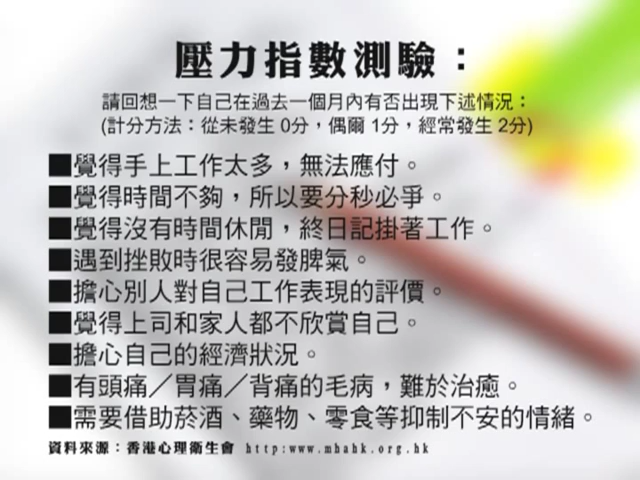 壓力指數測驗：
請回想一下自己在過去一個月內有否出現下述情況：
(計分方法：從未發生 0分，偶爾 1分，經常發生 2分)
■覺得手上工作太多，無法應付。
■覺得時間不夠，所以要分秒必爭。
■覺得沒有時間休閒，終日記掛著工作。
■遇到挫敗時很容易發脾氣。
■擔心別人對自己工作表現的評價。
■覺得上司和家人都不欣賞自己。
■擔心自己的經濟狀況。
■有頭痛／胃痛／背痛的毛病，難於治癒。
■需要借助菸酒、藥物、零食等抑制不安的情緒。
資料來源：香港心理衛生會 http:www.mhahk.org.hk